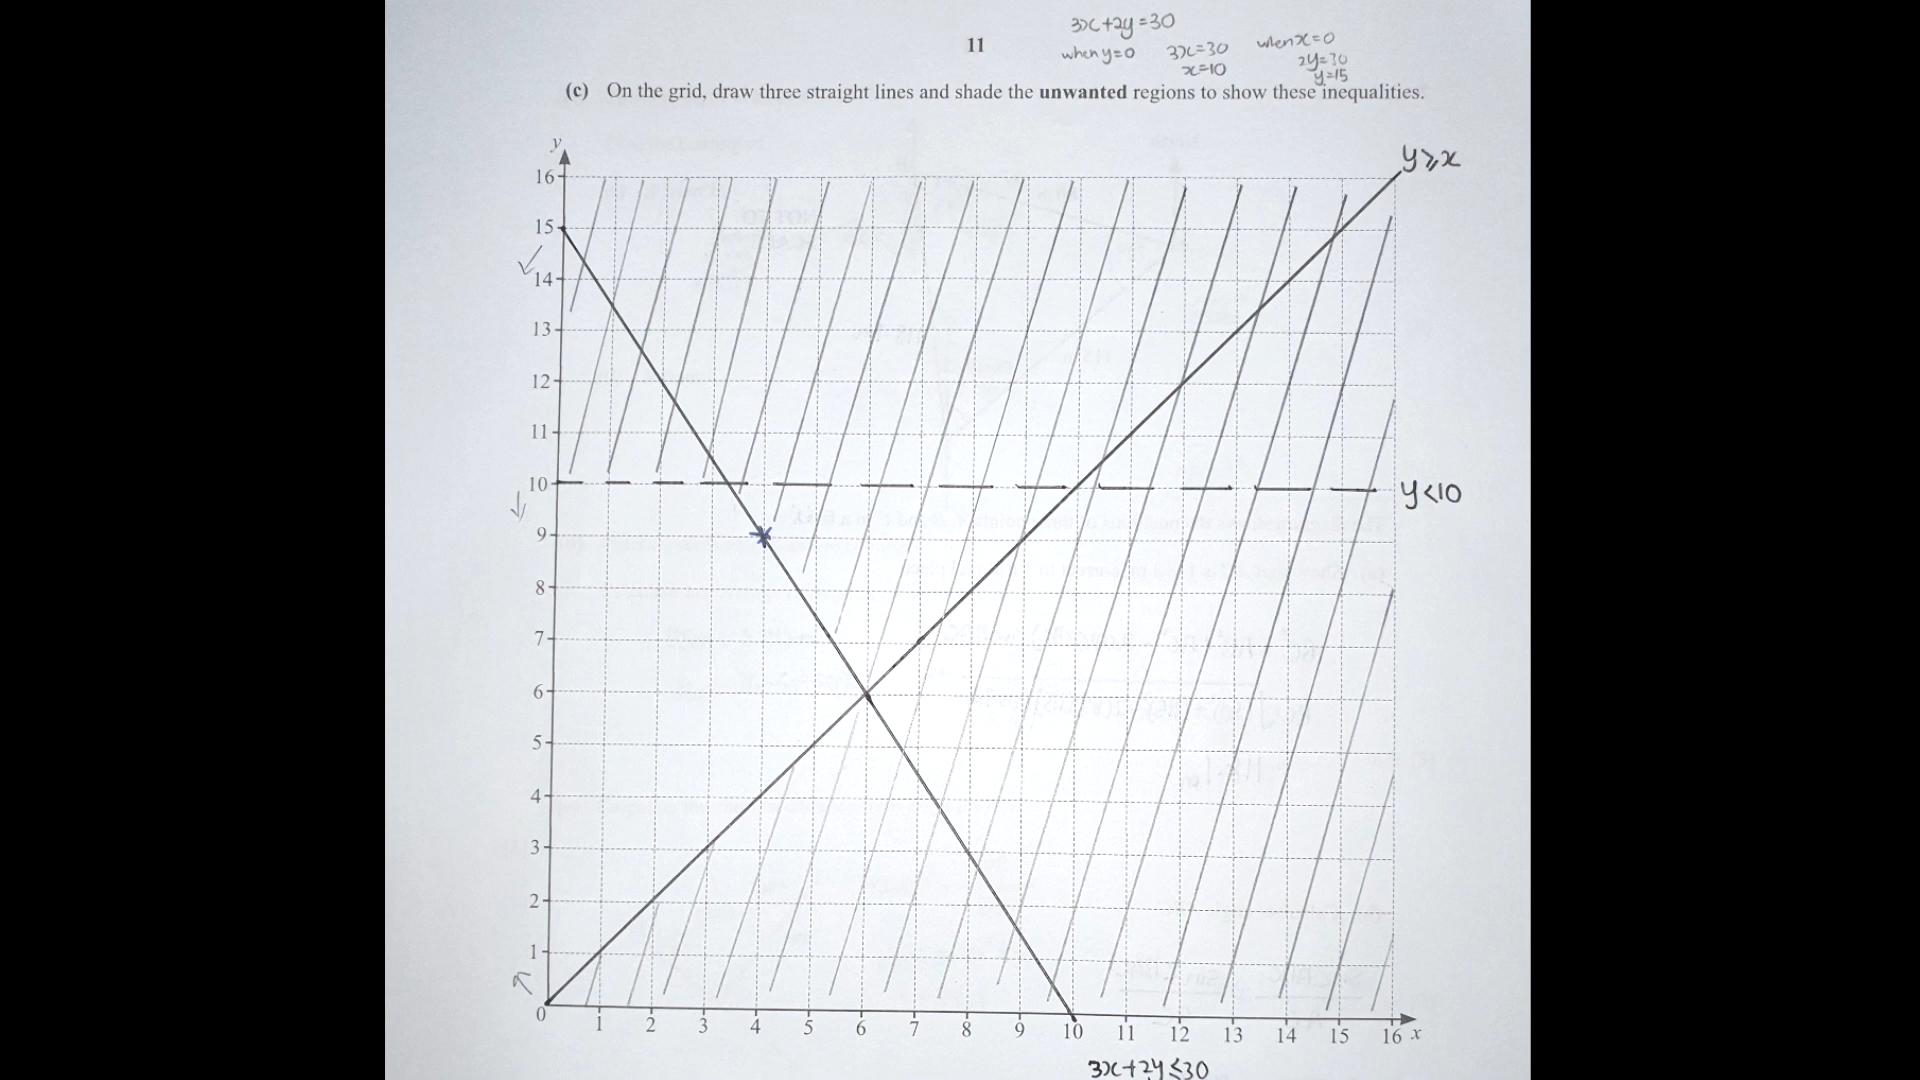 3x+2y=30
11
when y=0 3x=30 when x=0
x=10 2y=30
y=15
(c) On the grid, draw three straight lines and shade the unwanted regions to show these inequalities.
y
y⩾x
16
15
14
13
12
11
10
y<10
9
8
7
6
5
4
3
2
1
0 1 2 3 4 5 6 7 8 9 10 11 12 13 14 15 16 x
3x+2y≤30